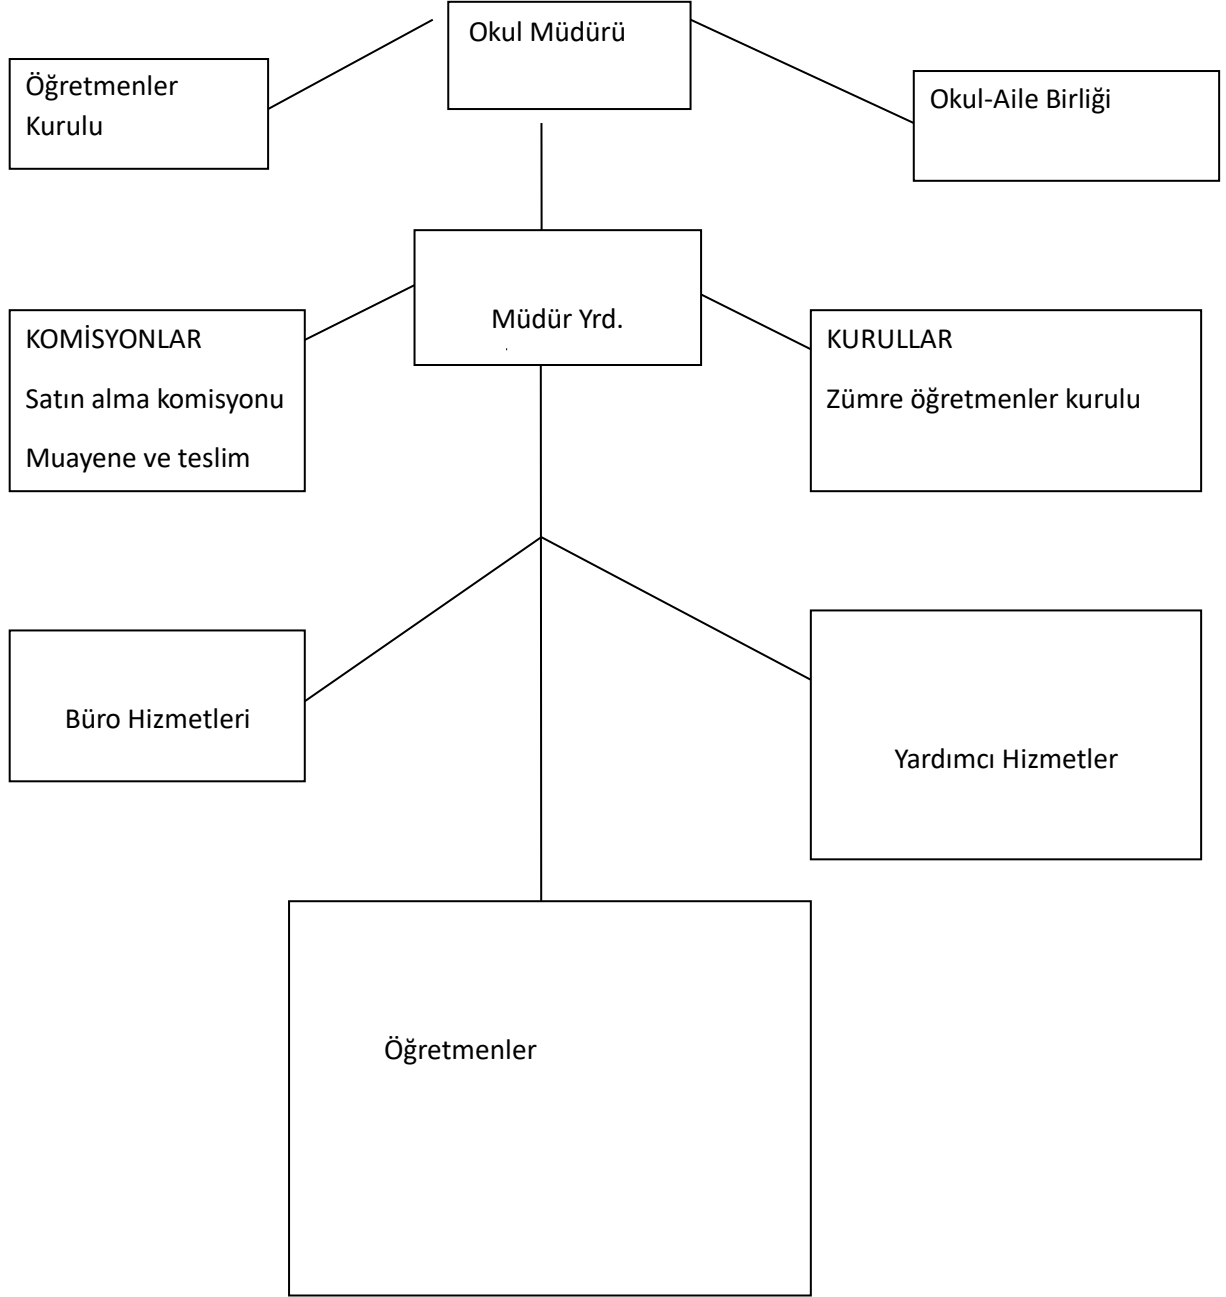 Okul Müdürü
Öğretmenler
Kurulu
Okul-Aile Birliği
Müdür Yrd.
KOMİSYONLAR
Satın alma komisyonu
Muayene ve teslim
KURULLAR
Zümre öğretmenler kurulu
Büro Hizmetleri
Yardımcı Hizmetler
Öğretmenler